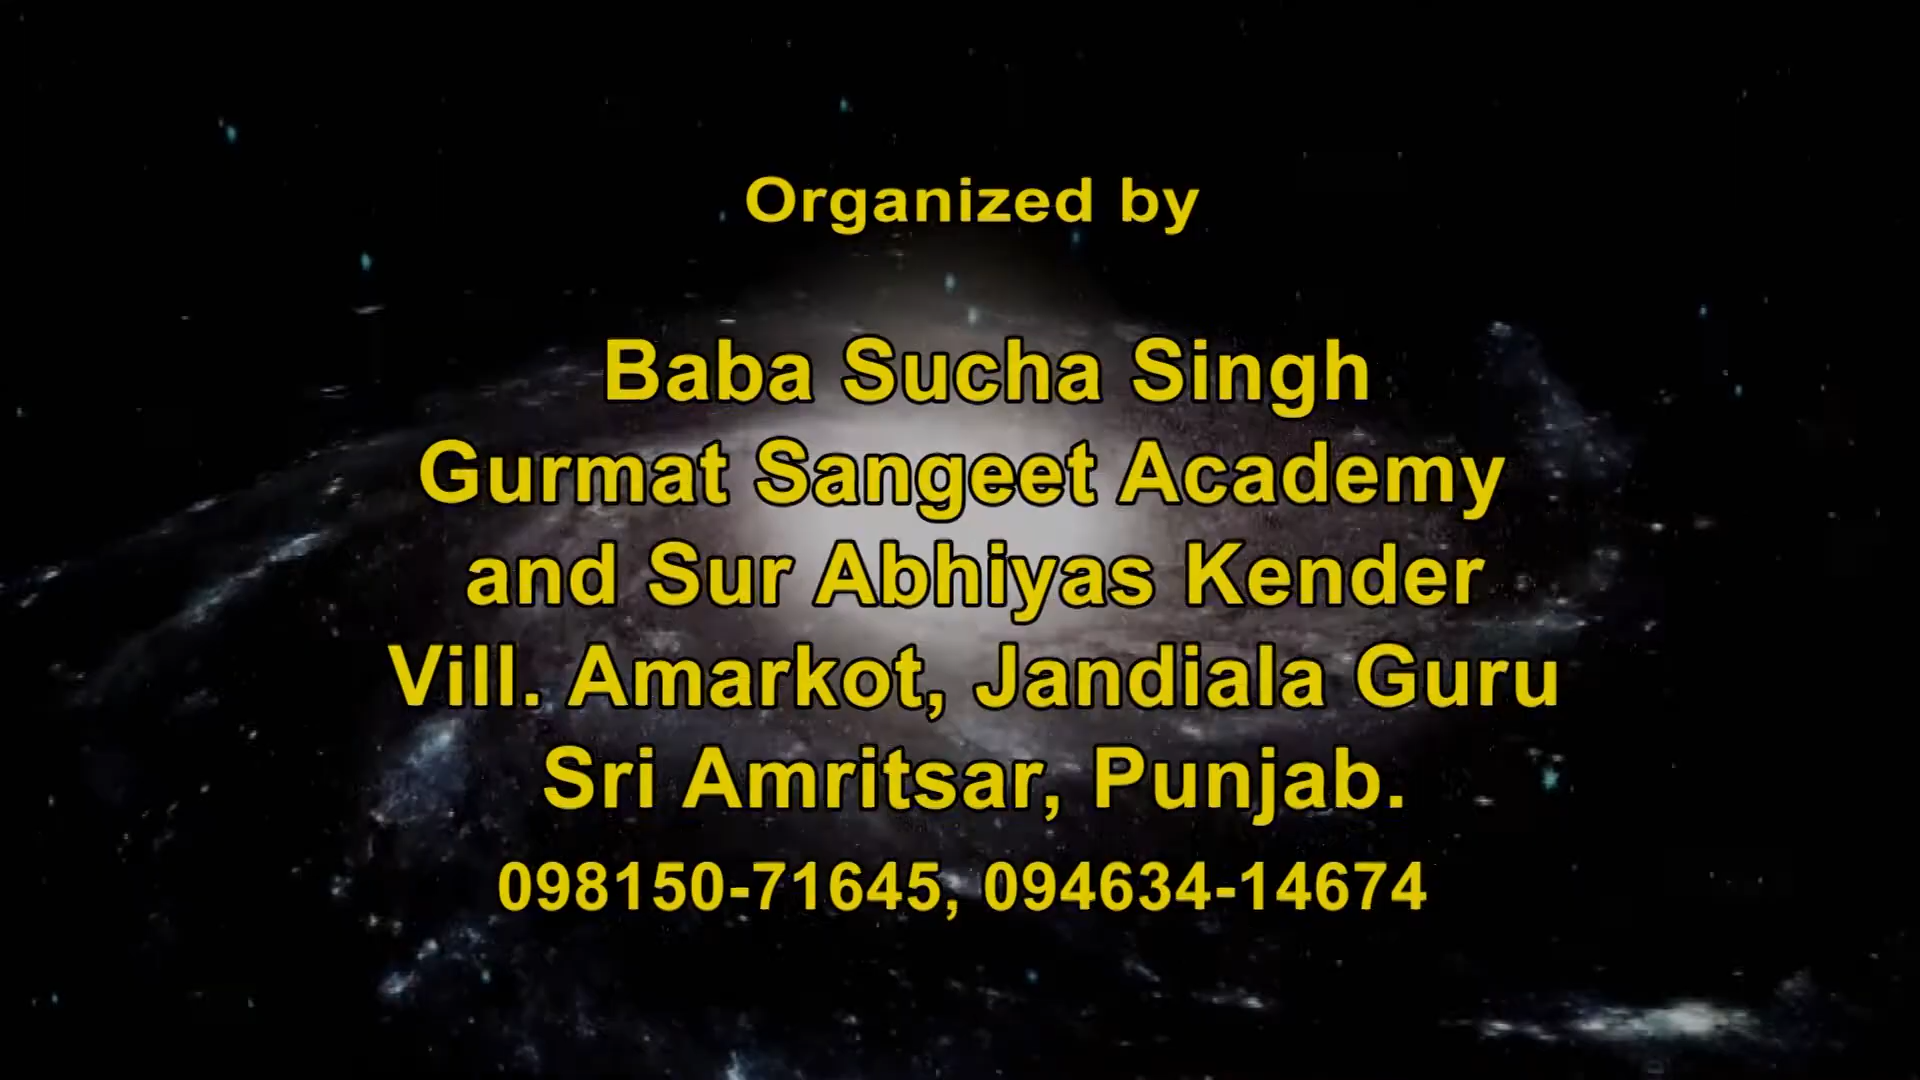 Organized by
Baba Sucha Singh
Gurmat Sangeet Academy
and Sur Abhiyas Kender
Vill. Amarkot, Jandiala Guru
Sri Amritsar, Punjab.
098150-71645, 094634-14674